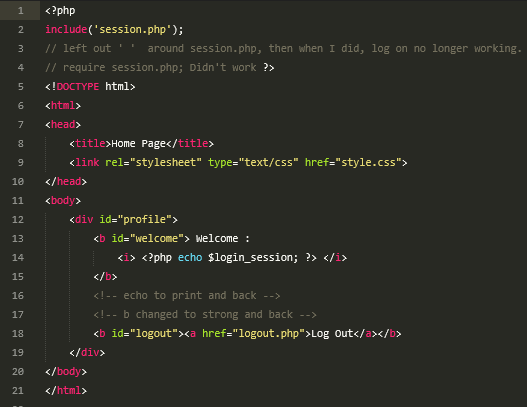 1 <?php
2 include('session.php');
3 // left out ' '  around session.php, then when I did, log on no longer working.
4 // require session.php; Didn't work ?>
5 <!DOCTYPE html>
6 <html>
7 <head>
8     <title>Home Page</title>
9     <link rel="stylesheet" type="text/css" href="style.css">
10 </head>
11 <body>
12     <div id="profile">
13         <b id="welcome"> Welcome :
14             <i> <?php echo $login_session; ?> </i>
15         </b>
16         <!-- echo to print and back -->
17         <!-- b changed to strong and back -->
18         <b id="logout"><a href="logout.php">Log Out</a></b>
19     </div>
20 </body>
21 </html>